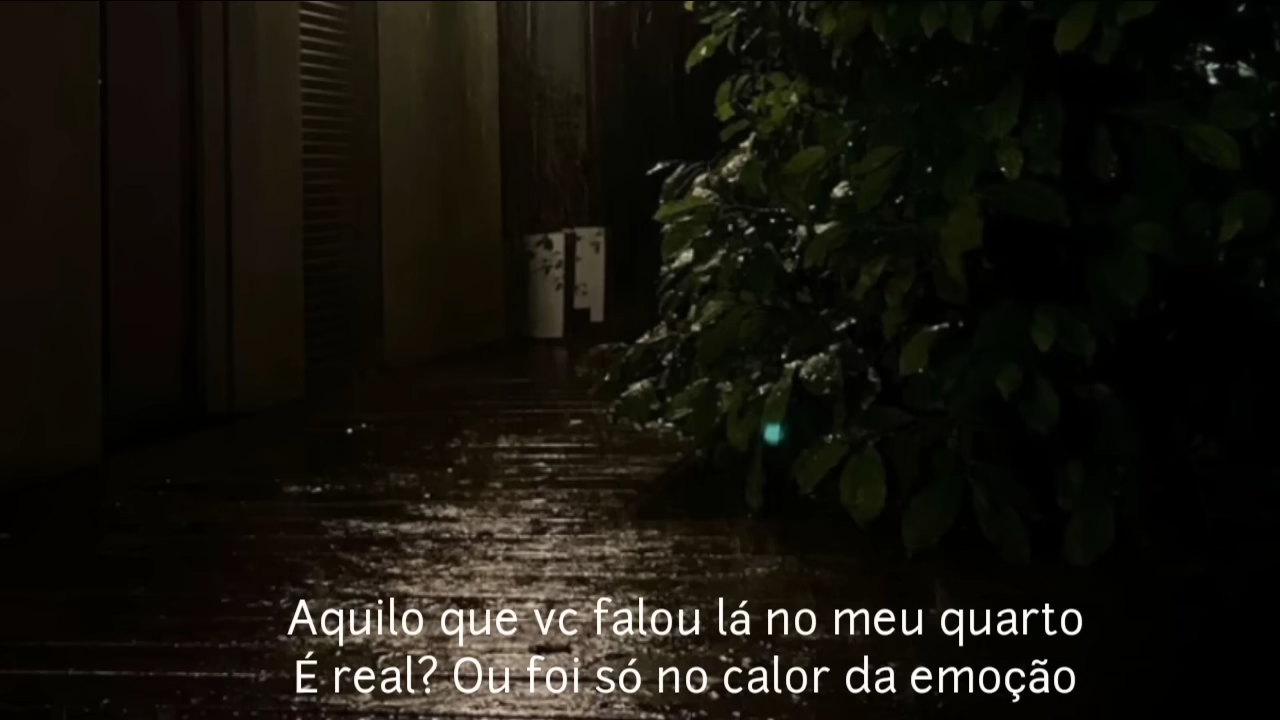 Aquilo que vc falou lá no meu quarto
É real? Ou foi só no calor da emoção